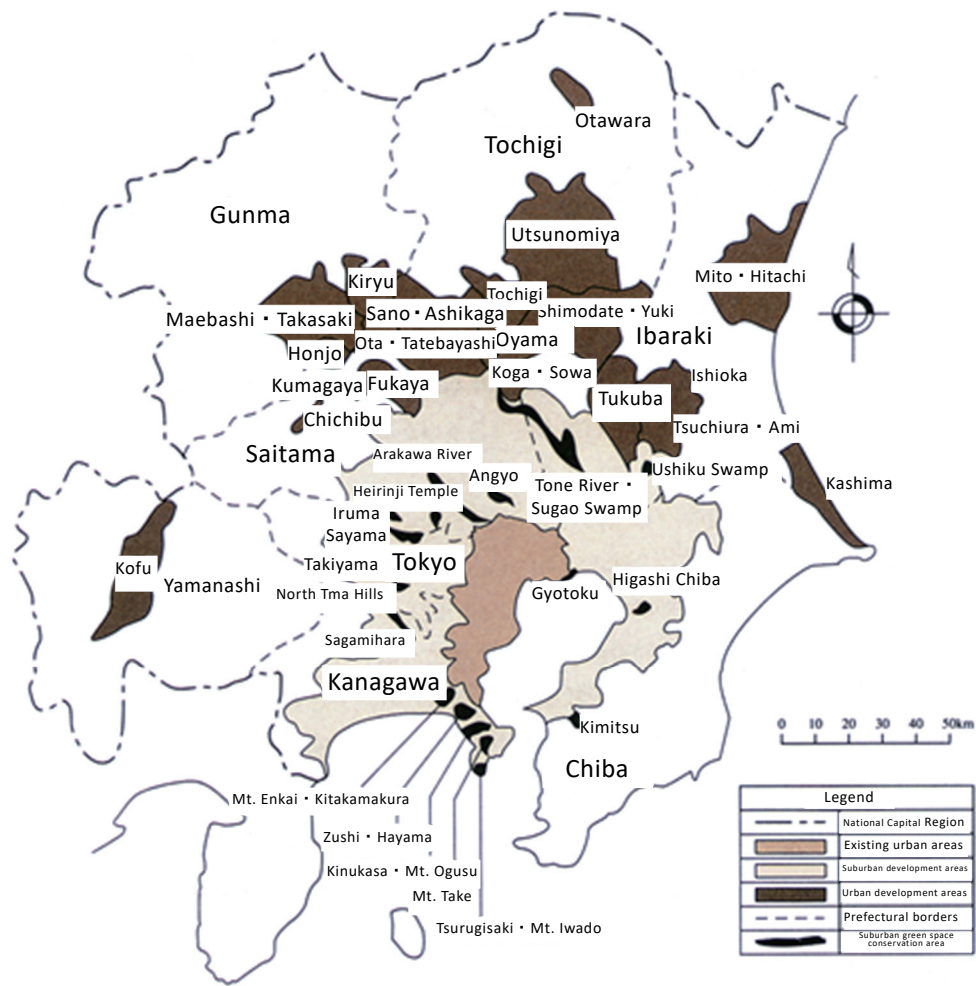 Otawara
Tochigi
Gunma
Utsunomiya
Mito・Hitachi
Kiryu
Tochigi
Maebashi・Takasaki
Sano・Ashikaga
Shimodate・Yuki
Ibaraki
Honjo
Ota・Tatebayashi
Oyama
Kumagaya
Fukaya
Koga・Sowa
Ishioka
Tukuba
Chichibu
Tsuchiura・Ami
Saitama
Arakawa River
Angyo
Ushiku Swamp
Kashima
Heirinji Temple
Tone River・
Sugao Swamp
Iruma
Sayama
Kofu
Takiyama
Tokyo
Yamanashi
North Tma Hills
Gyotoku
Higashi Chiba
Sagamihara
Kanagawa
Kimitsu
0 10 20 30 40 50km
Chiba
Mt. Enkai・Kitakamakura
Zushi・Hayama
Kinukasa・Mt. Ogusu
Mt. Take
Tsurugisaki・Mt. Iwado
Legend
National Capital Region
Existing urban areas
Suburban development areas
Urban development areas
Prefectural borders
Suburban green space
conservation area